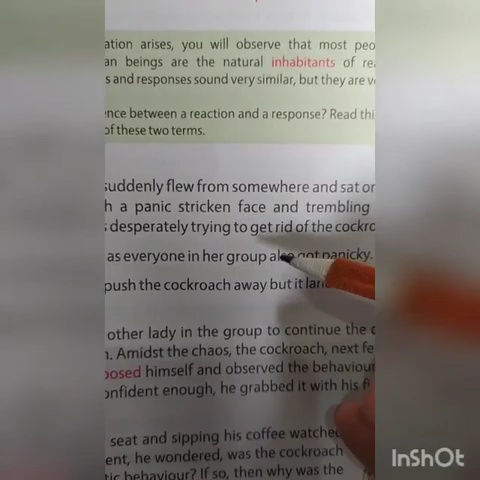 ation arises, you will observe that most peo
an beings are the natural inhabitants of rea
s and responses sound very similar, but they are v
nce between a reaction and a response? Read thi
of these two terms.
suddenly flew from somewhere and sat or
h a panic stricken face and trembling
s desperately trying to get rid of the cockro
as everyone in her group also got panicky.
push the cockroach away but it lan
other lady in the group to continue the
Amidst the chaos, the cockroach, next fe
posed himself and observed the behaviour
onfident enough, he grabbed it with his fi
seat and sipping his coffee watched
ent, he wondered, was the cockroach
tic behaviour? If so, then why was the
InShOt